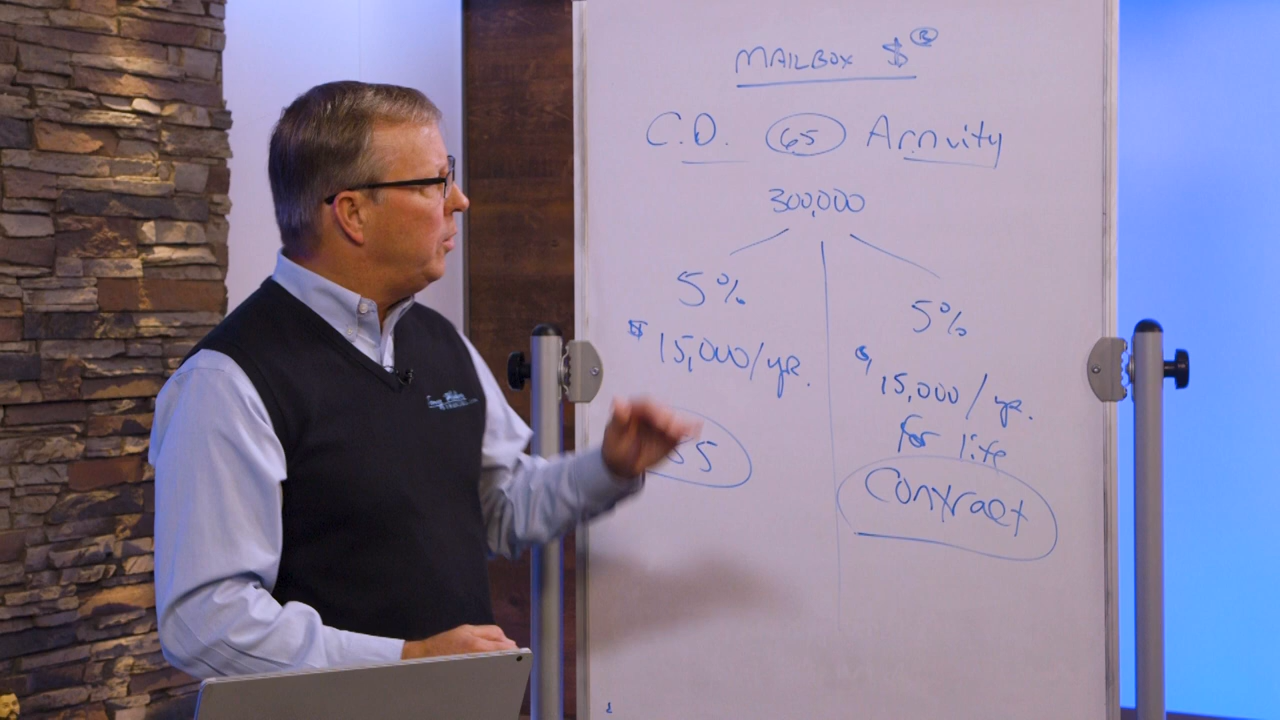 MAILBOX $ ®
C.D. 65 Annuity
300,000
5%
$15,000/yr.
5%
$15,000/yr.
for life
Contract